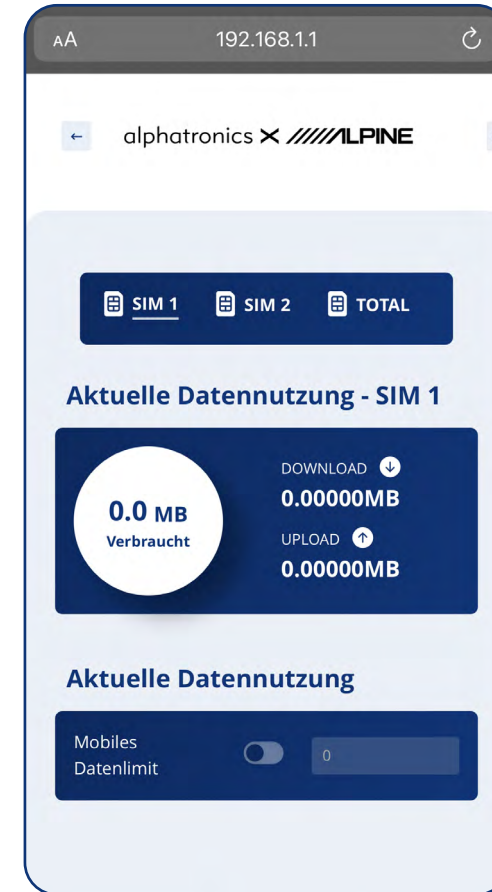 AA
192.168.1.1
alphatronics × ALPINE
SIM 1
SIM 2
TOTAL
Aktuelle Datennutzung - SIM 1
0.0 MB
Verbraucht
DOWNLOAD
0.00000MB
UPLOAD
0.00000MB
Aktuelle Datennutzung
Mobiles
Datenlimit
0